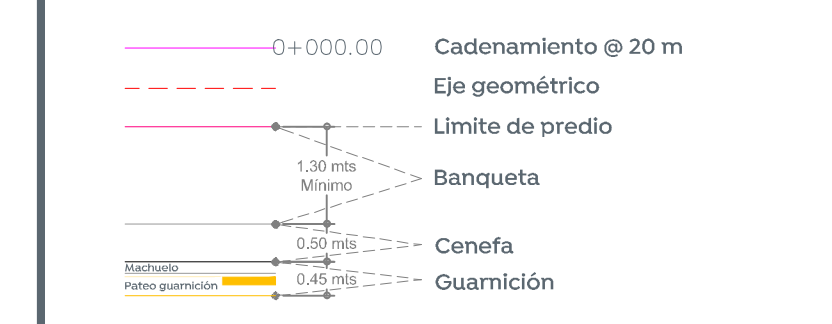 0+000.00 Cadenamiento @ 20 m
Eje geométrico
Limite de predio
1.30 mts
Mínimo
Banqueta
0.50 mts Cenefa
Machuelo
Pateo guarnición 0.45 mts Guarnición